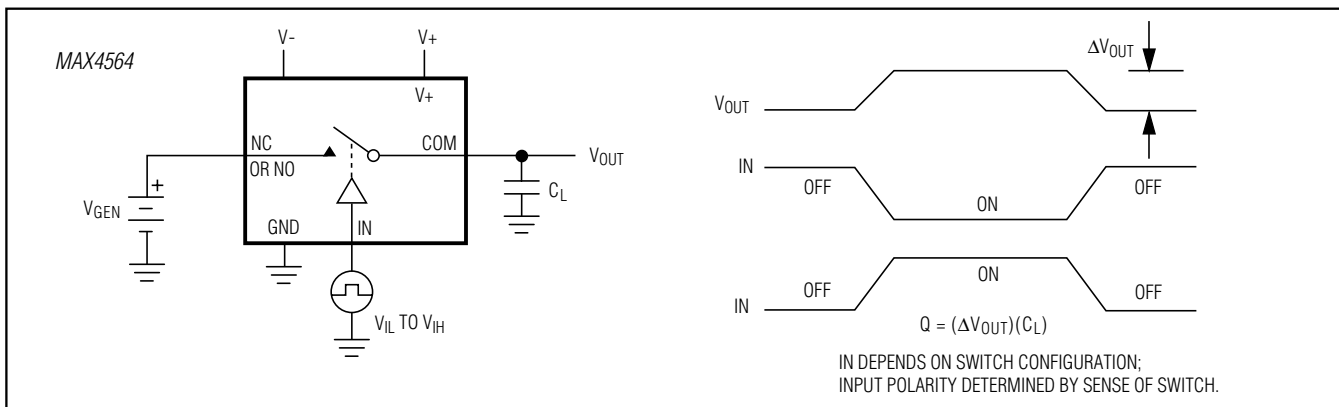 MAX4564
V-
V+
V+
NC
OR NO
COM
VOUT
CL
VGEN
+
GND
IN
VIL TO VIH
ΔVOUT
VOUT
IN
OFF
ON
OFF
IN
OFF
ON
OFF
Q = (ΔVOUT)(CL)
IN DEPENDS ON SWITCH CONFIGURATION;
INPUT POLARITY DETERMINED BY SENSE OF SWITCH.